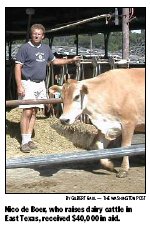 BY GILBERT GAUL — THE WASHINGTON POST
Nico de Boer, who raises dairy cattle in
East Texas, received $40,000 in aid.